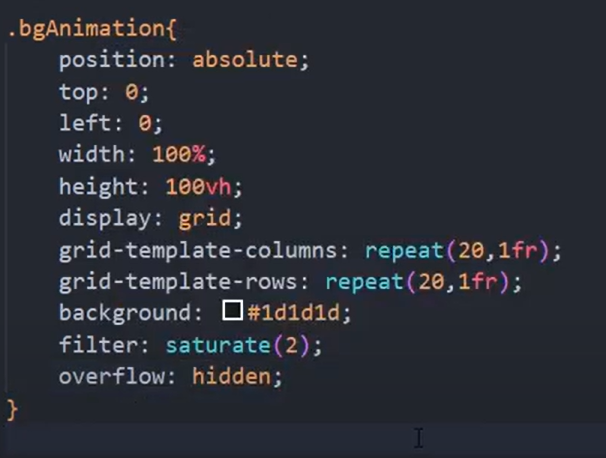 .bgAnimation{
position: absolute;
top: 0;
left: 0;
width: 100%;
height: 100vh;
display: grid;
grid-template-columns: repeat(20,1fr);
grid-template-rows: repeat(20,1fr);
background: #1d1d1d;
filter: saturate(2);
overflow: hidden;
}